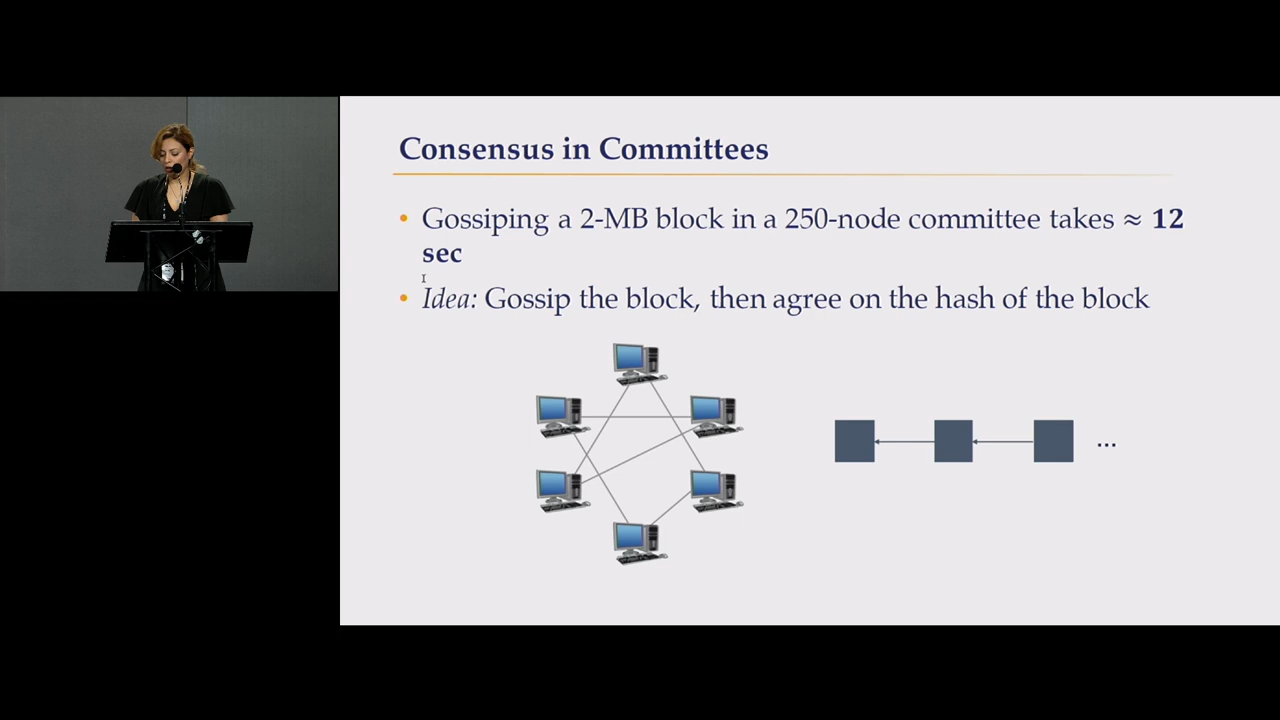 Consensus in Committees
• Gossiping a 2-MB block in a 250-node committee takes ≈ 12
sec
• Idea: Gossip the block, then agree on the hash of the block
...